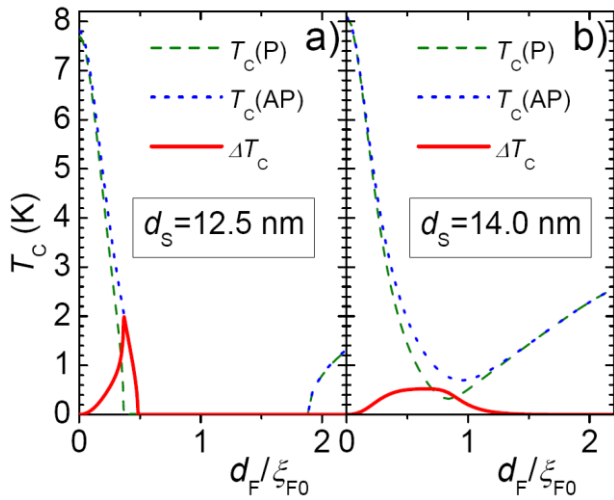 8
7
6
5
4
3
2
1
0
T_C (K)
a)
T_C(P)
T_C(AP)
ΔT_C
d_S=12.5 nm
0
1
2
d_F/ξ_F0
b)
T_C(P)
T_C(AP)
ΔT_C
d_S=14.0 nm
0
1
2
d_F/ξ_F0